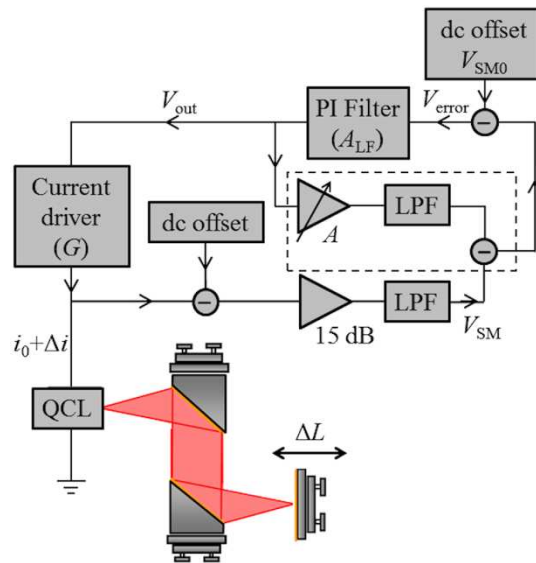 dc offset
V_SM0
V_out
PI Filter
(A_LF)
V_error
Current
driver
(G)
dc offset
A
LPF
15 dB
LPF
V_SM
i_0+Δi
QCL
ΔL